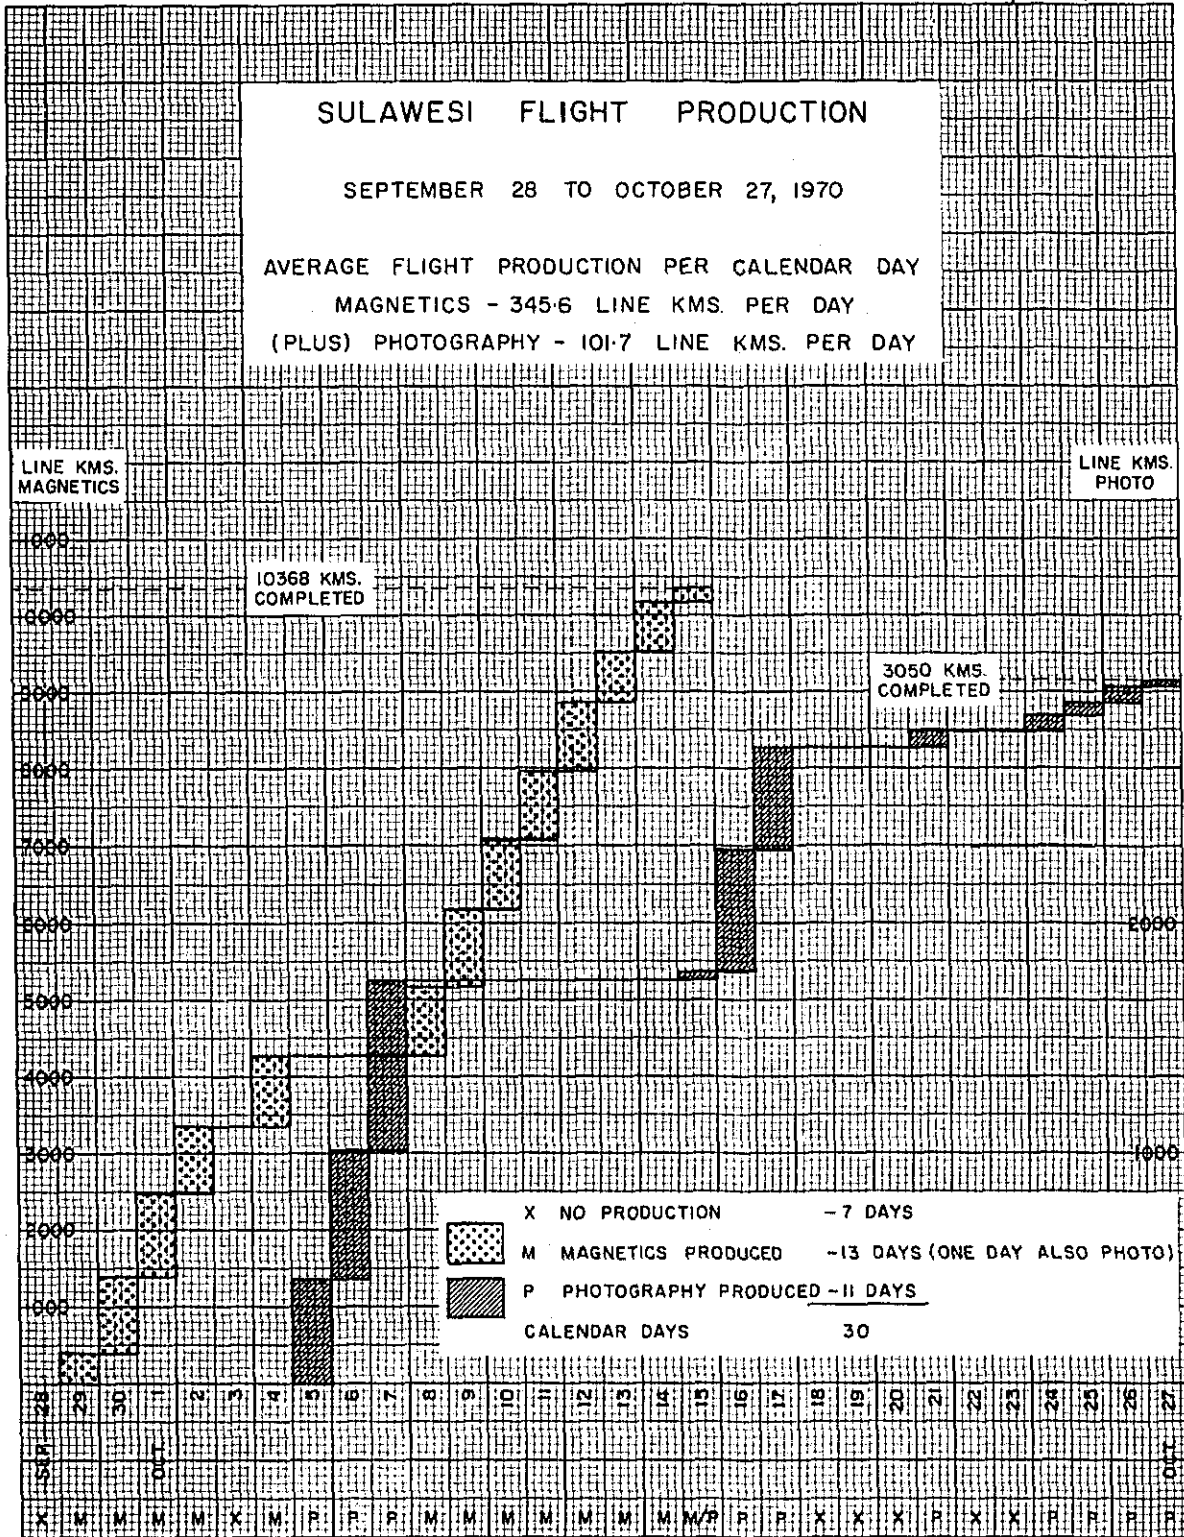 SULAWESI FLIGHT PRODUCTION
SEPTEMBER 28 TO OCTOBER 27, 1970
AVERAGE FLIGHT PRODUCTION PER CALENDAR DAY
MAGNETICS - 345·6 LINE KMS. PER DAY
(PLUS) PHOTOGRAPHY - 101·7 LINE KMS. PER DAY
LINE KMS.
MAGNETICS
LINE KMS.
PHOTO
11000
10368 KMS.
COMPLETED
10000
3050 KMS.
COMPLETED
9000
8000
7000
6000
2000
5000
4000
3000
1000
2000
1000
X NO PRODUCTION - 7 DAYS
M MAGNETICS PRODUCED - 13 DAYS (ONE DAY ALSO PHOTO)
P PHOTOGRAPHY PRODUCED - 11 DAYS
CALENDAR DAYS 30
SEP. 28 29 30 OCT. 1 2 3 4 5 6 7 8 9 10 11 12 13 14 15 16 17 18 19 20 21 22 23 24 25 26 OCT. 27
X M M M M X M P P P M M M M M M M M/P P P X X X P X X P P P P